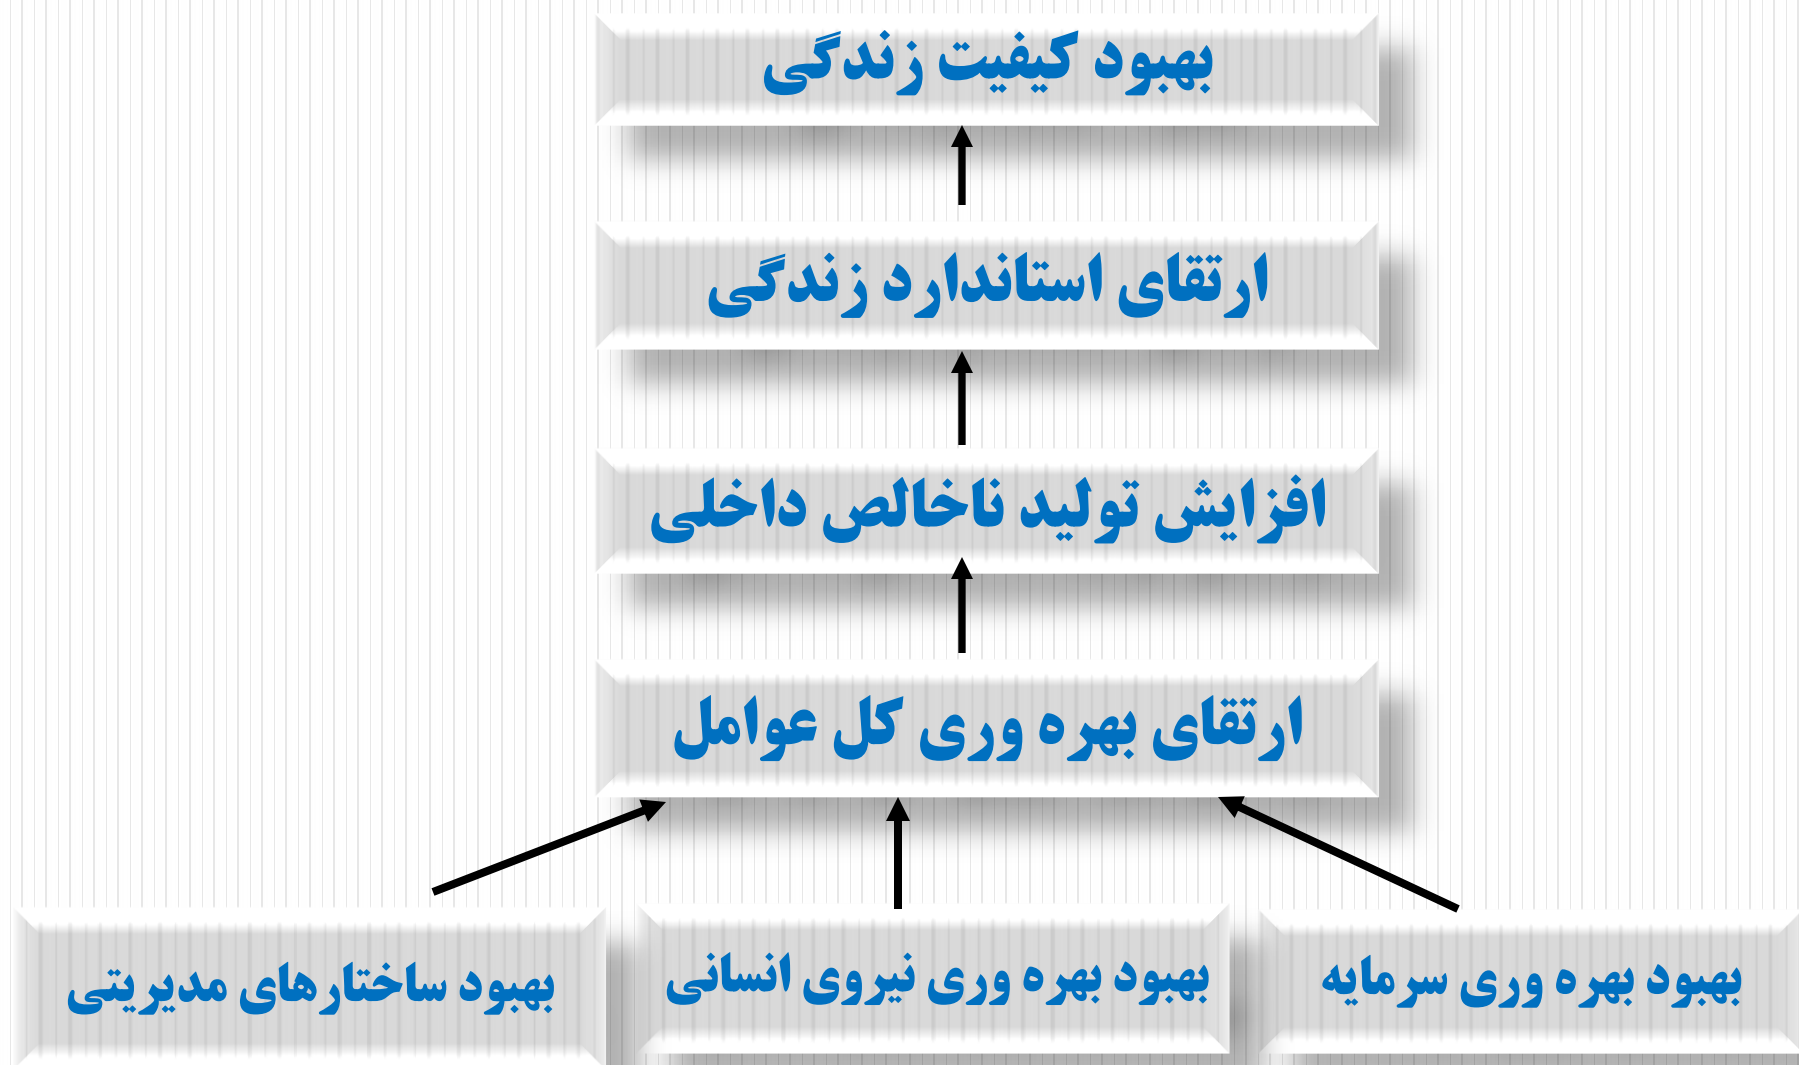 بهبود کیفیت زندگی
ارتقای استاندارد زندگی
افزایش تولید ناخالص داخلی
ارتقای بهره وری کل عوامل
بهبود بهره وری سرمایه
بهبود بهره وری نیروی انسانی
بهبود ساختارهای مدیریتی